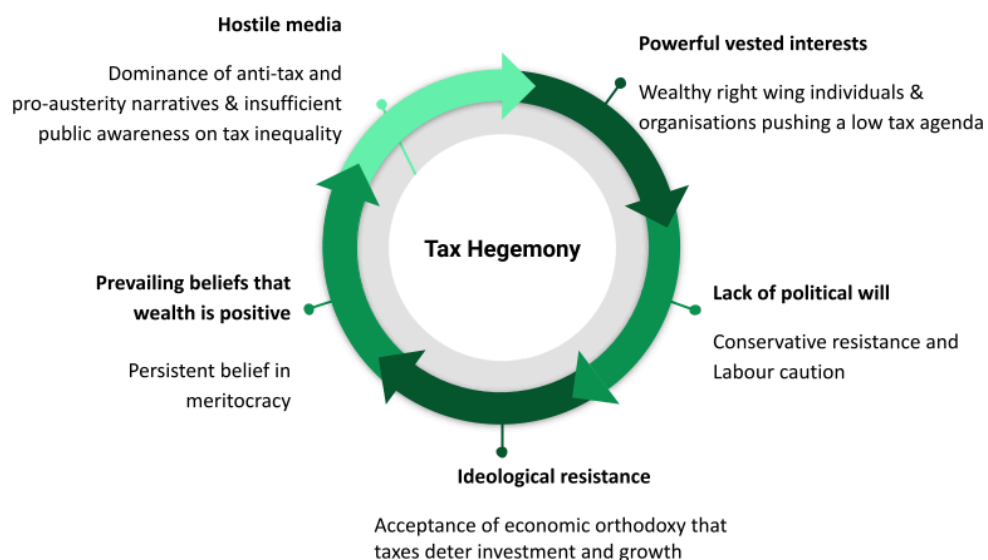 Hostile media
Dominance of anti-tax and
pro-austerity narratives & insufficient
public awareness on tax inequality
Powerful vested interests
Wealthy right wing individuals &
organisations pushing a low tax agenda
Tax Hegemony
Prevailing beliefs that
wealth is positive
Persistent belief in
meritocracy
Lack of political will
Conservative resistance and
Labour caution
Ideological resistance
Acceptance of economic orthodoxy that
taxes deter investment and growth